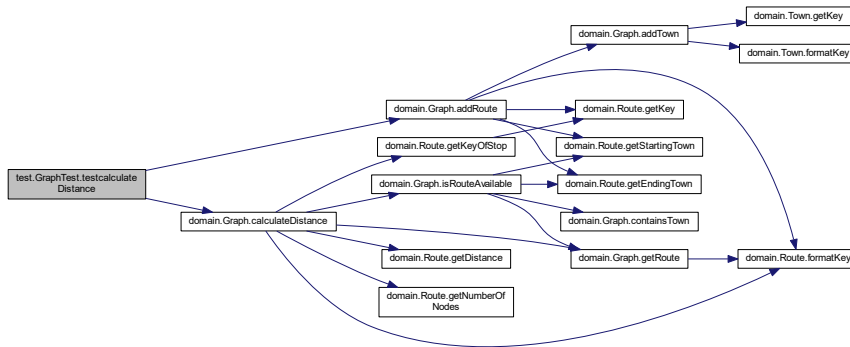 domain.Town.getKey
domain.Graph.addTown
domain.Town.formatKey
domain.Graph.addRoute
domain.Route.getKey
domain.Route.getKeyOfStop
domain.Route.getStartingTown
test.GraphTest.testcalculate
Distance
domain.Graph.isRouteAvailable
domain.Route.getEndingTown
domain.Graph.calculateDistance
domain.Graph.containsTown
domain.Route.getDistance
domain.Graph.getRoute
domain.Route.formatKey
domain.Route.getNumberOf
Nodes